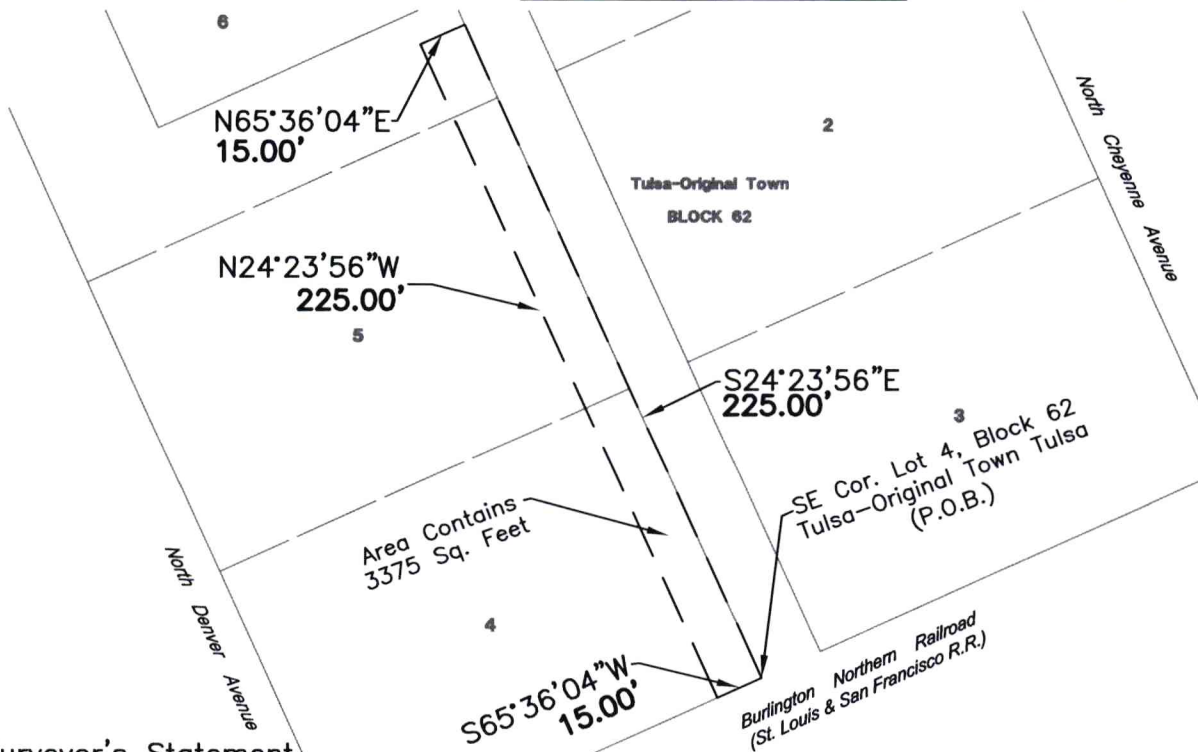 6
N65°36'04"E
15.00'
2
North Cheyenne Avenue
Tulsa-Original Town
BLOCK 62
N24°23'56"W
225.00'
5
S24°23'56"E
225.00'
3
SE Cor. Lot 4, Block 62
Tulsa-Original Town Tulsa
(P.O.B.)
Area Contains
3375 Sq. Feet
North Denver Avenue
4
S65°36'04"W
15.00'
Burlington Northern Railroad
(St. Louis & San Francisco R.R.)
urveyor's Statement